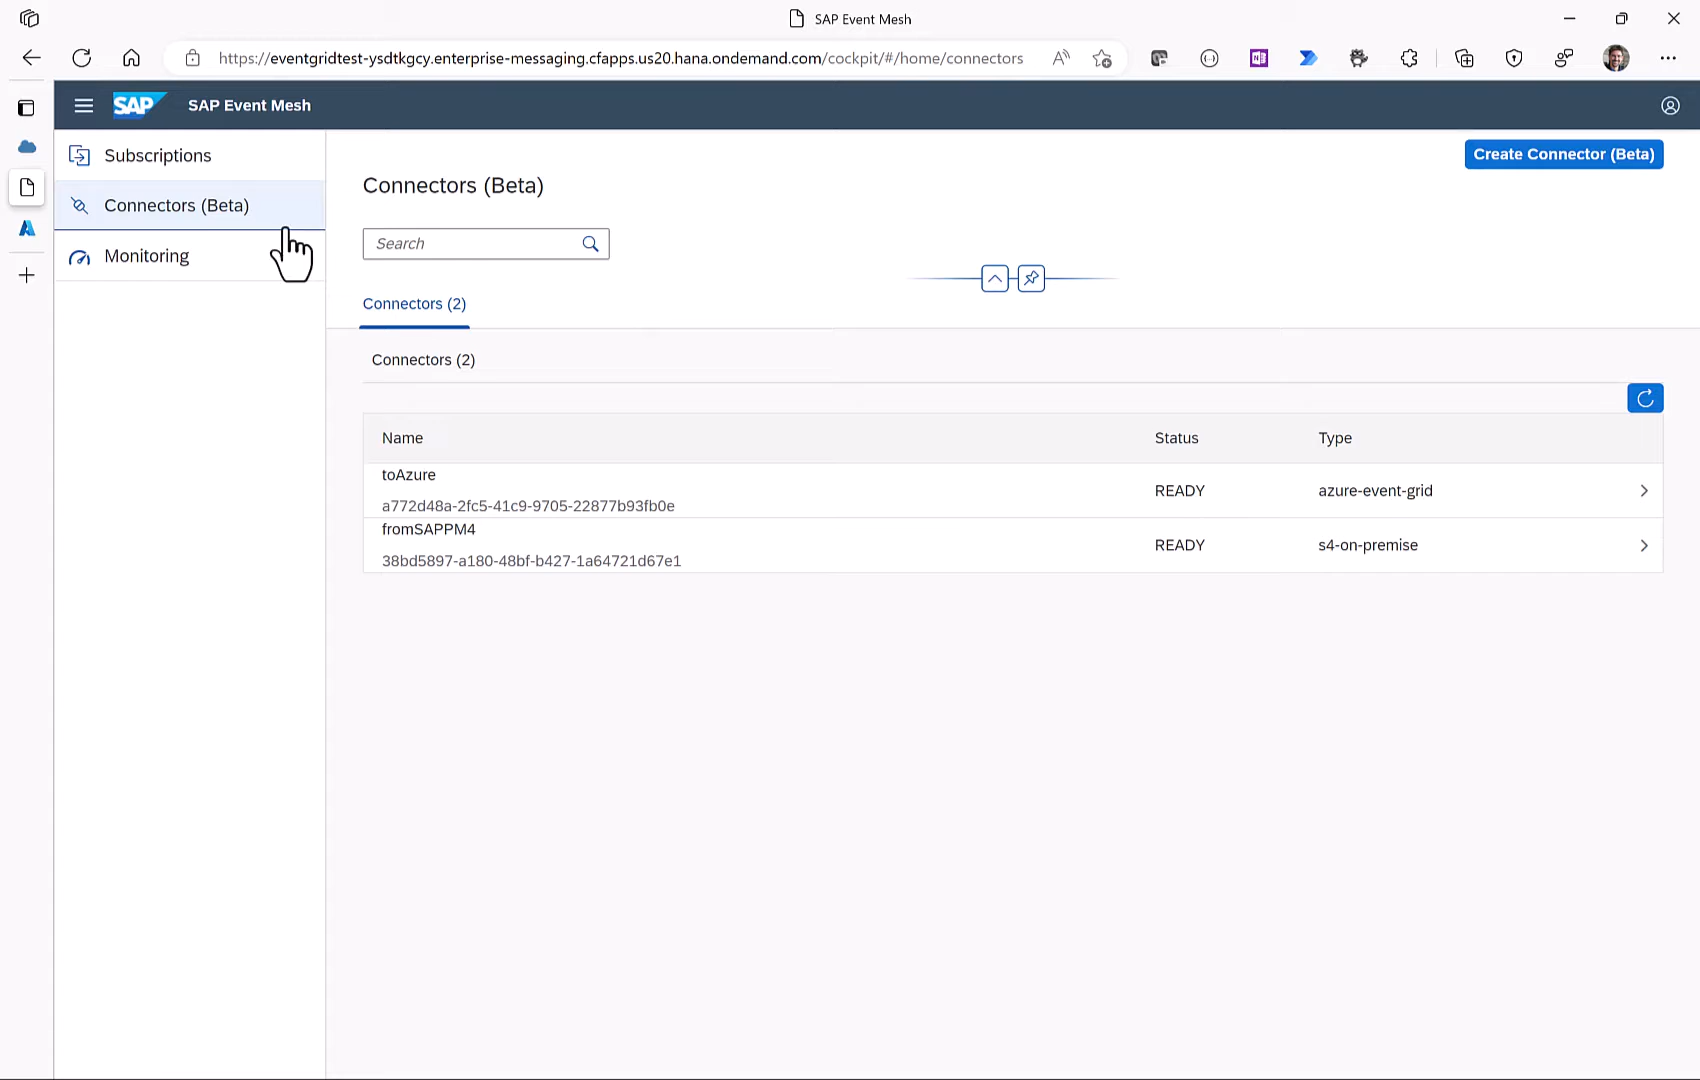 SAP Event Mesh
https://eventgridtest-ysdtkgcy.enterprise-messaging.cfapps.us20.hana.ondemand.com/cockpit/#/home/connectors
SAP SAP Event Mesh
Subscriptions
Create Connector (Beta)
Connectors (Beta)
Connectors (Beta)
Search
Monitoring
Connectors (2)
Connectors (2)
Name Status Type
toAzure
READY azure-event-grid
a772d48a-2fc5-41c9-9705-22877b93fb0e
fromSAPPM4
READY s4-on-premise
38bd5897-a180-48bf-b427-1a64721d67e1